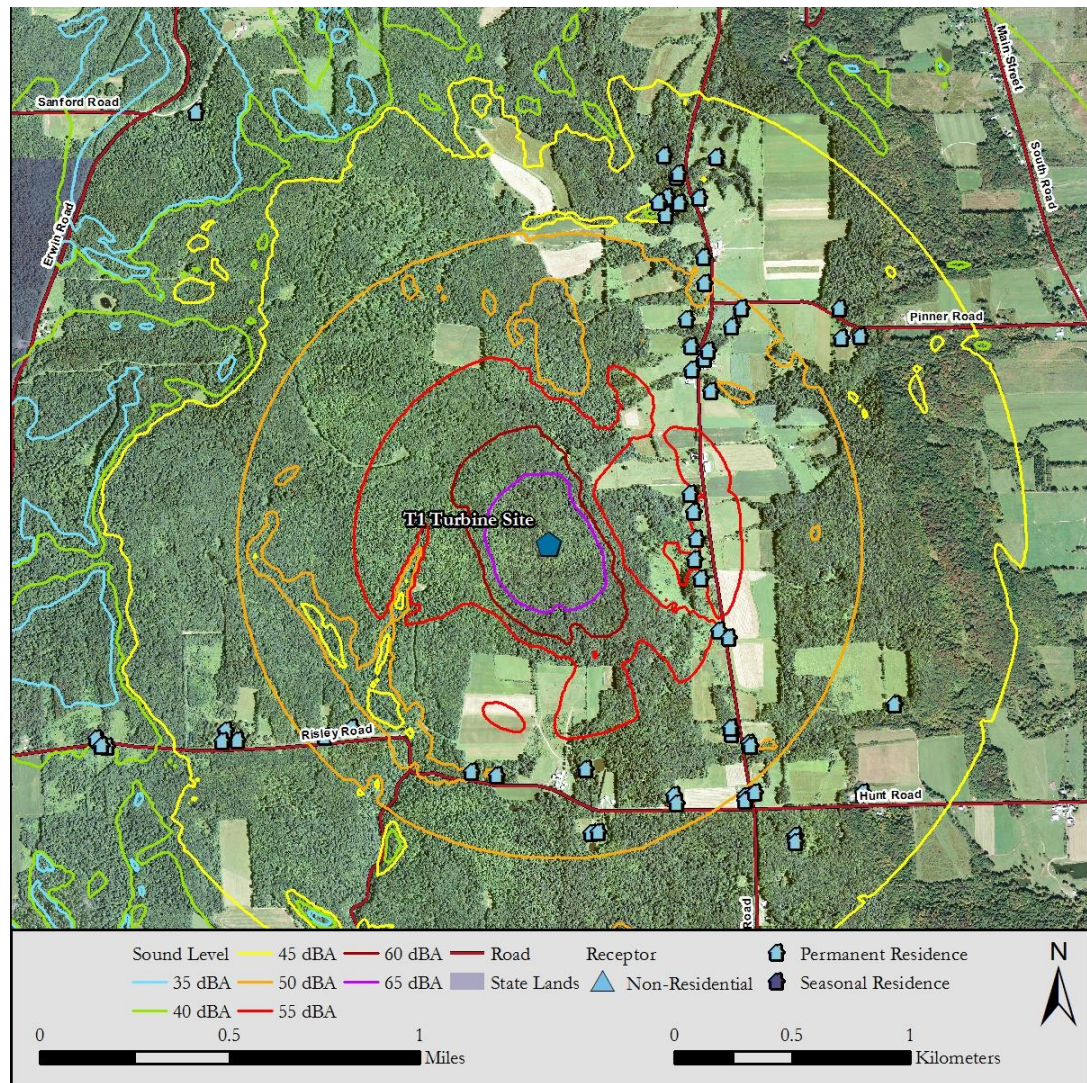 Main Street
Sanford Road
South Road
Erwin Road
Pinner Road
T1 Turbine Site
Risley Road
Hunt Road
Road
Sound Level 45 dBA 60 dBA Road Receptor Permanent Residence N
35 dBA 50 dBA 65 dBA State Lands Non-Residential Seasonal Residence
40 dBA 55 dBA
0 0.5 1 0 0.5 1
Miles Kilometers